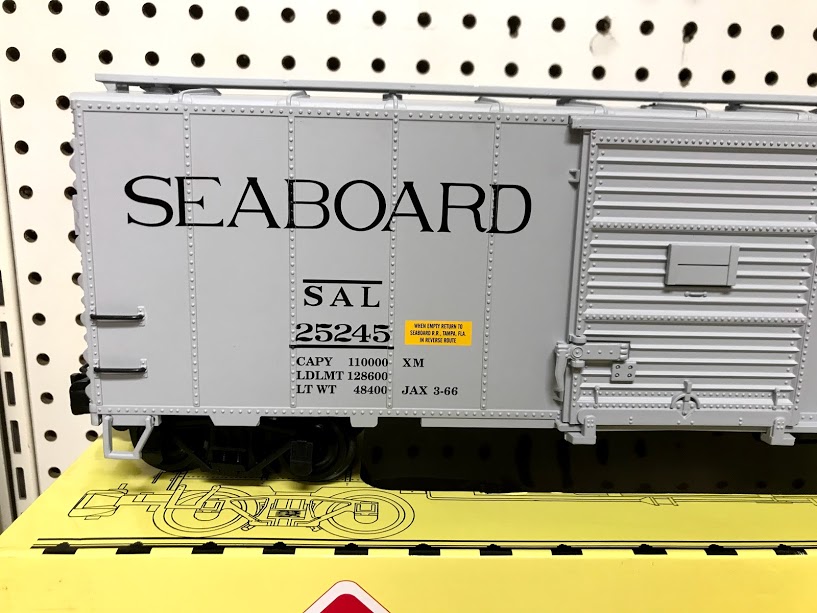 SEABOARD
SAL
25245
CAPY 110000 XM
LDLMT 128600
LT WT 48400 JAX 3-66
WHEN EMPTY RETURN TO
SEABOARD R.R., TAMPA, FLA.
IN REVERSE ROUTE